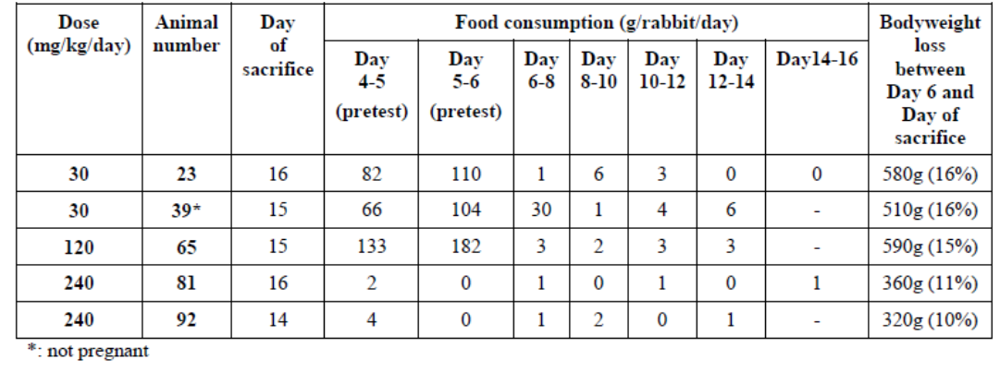 Dose (mg/kg/day) Animal number Day of sacrifice Food consumption (g/rabbit/day) Bodyweight loss between Day 6 and Day of sacrifice
Day 4-5 (pretest) Day 5-6 (pretest) Day 6-8 Day 8-10 Day 10-12 Day 12-14 Day14-16
30 23 16 82 110 1 6 3 0 0 580g (16%)
30 39* 15 66 104 30 1 4 6 - 510g (16%)
120 65 15 133 182 3 2 3 3 - 590g (15%)
240 81 16 2 0 1 0 1 0 1 360g (11%)
240 92 14 4 0 1 2 0 1 - 320g (10%)
*: not pregnant